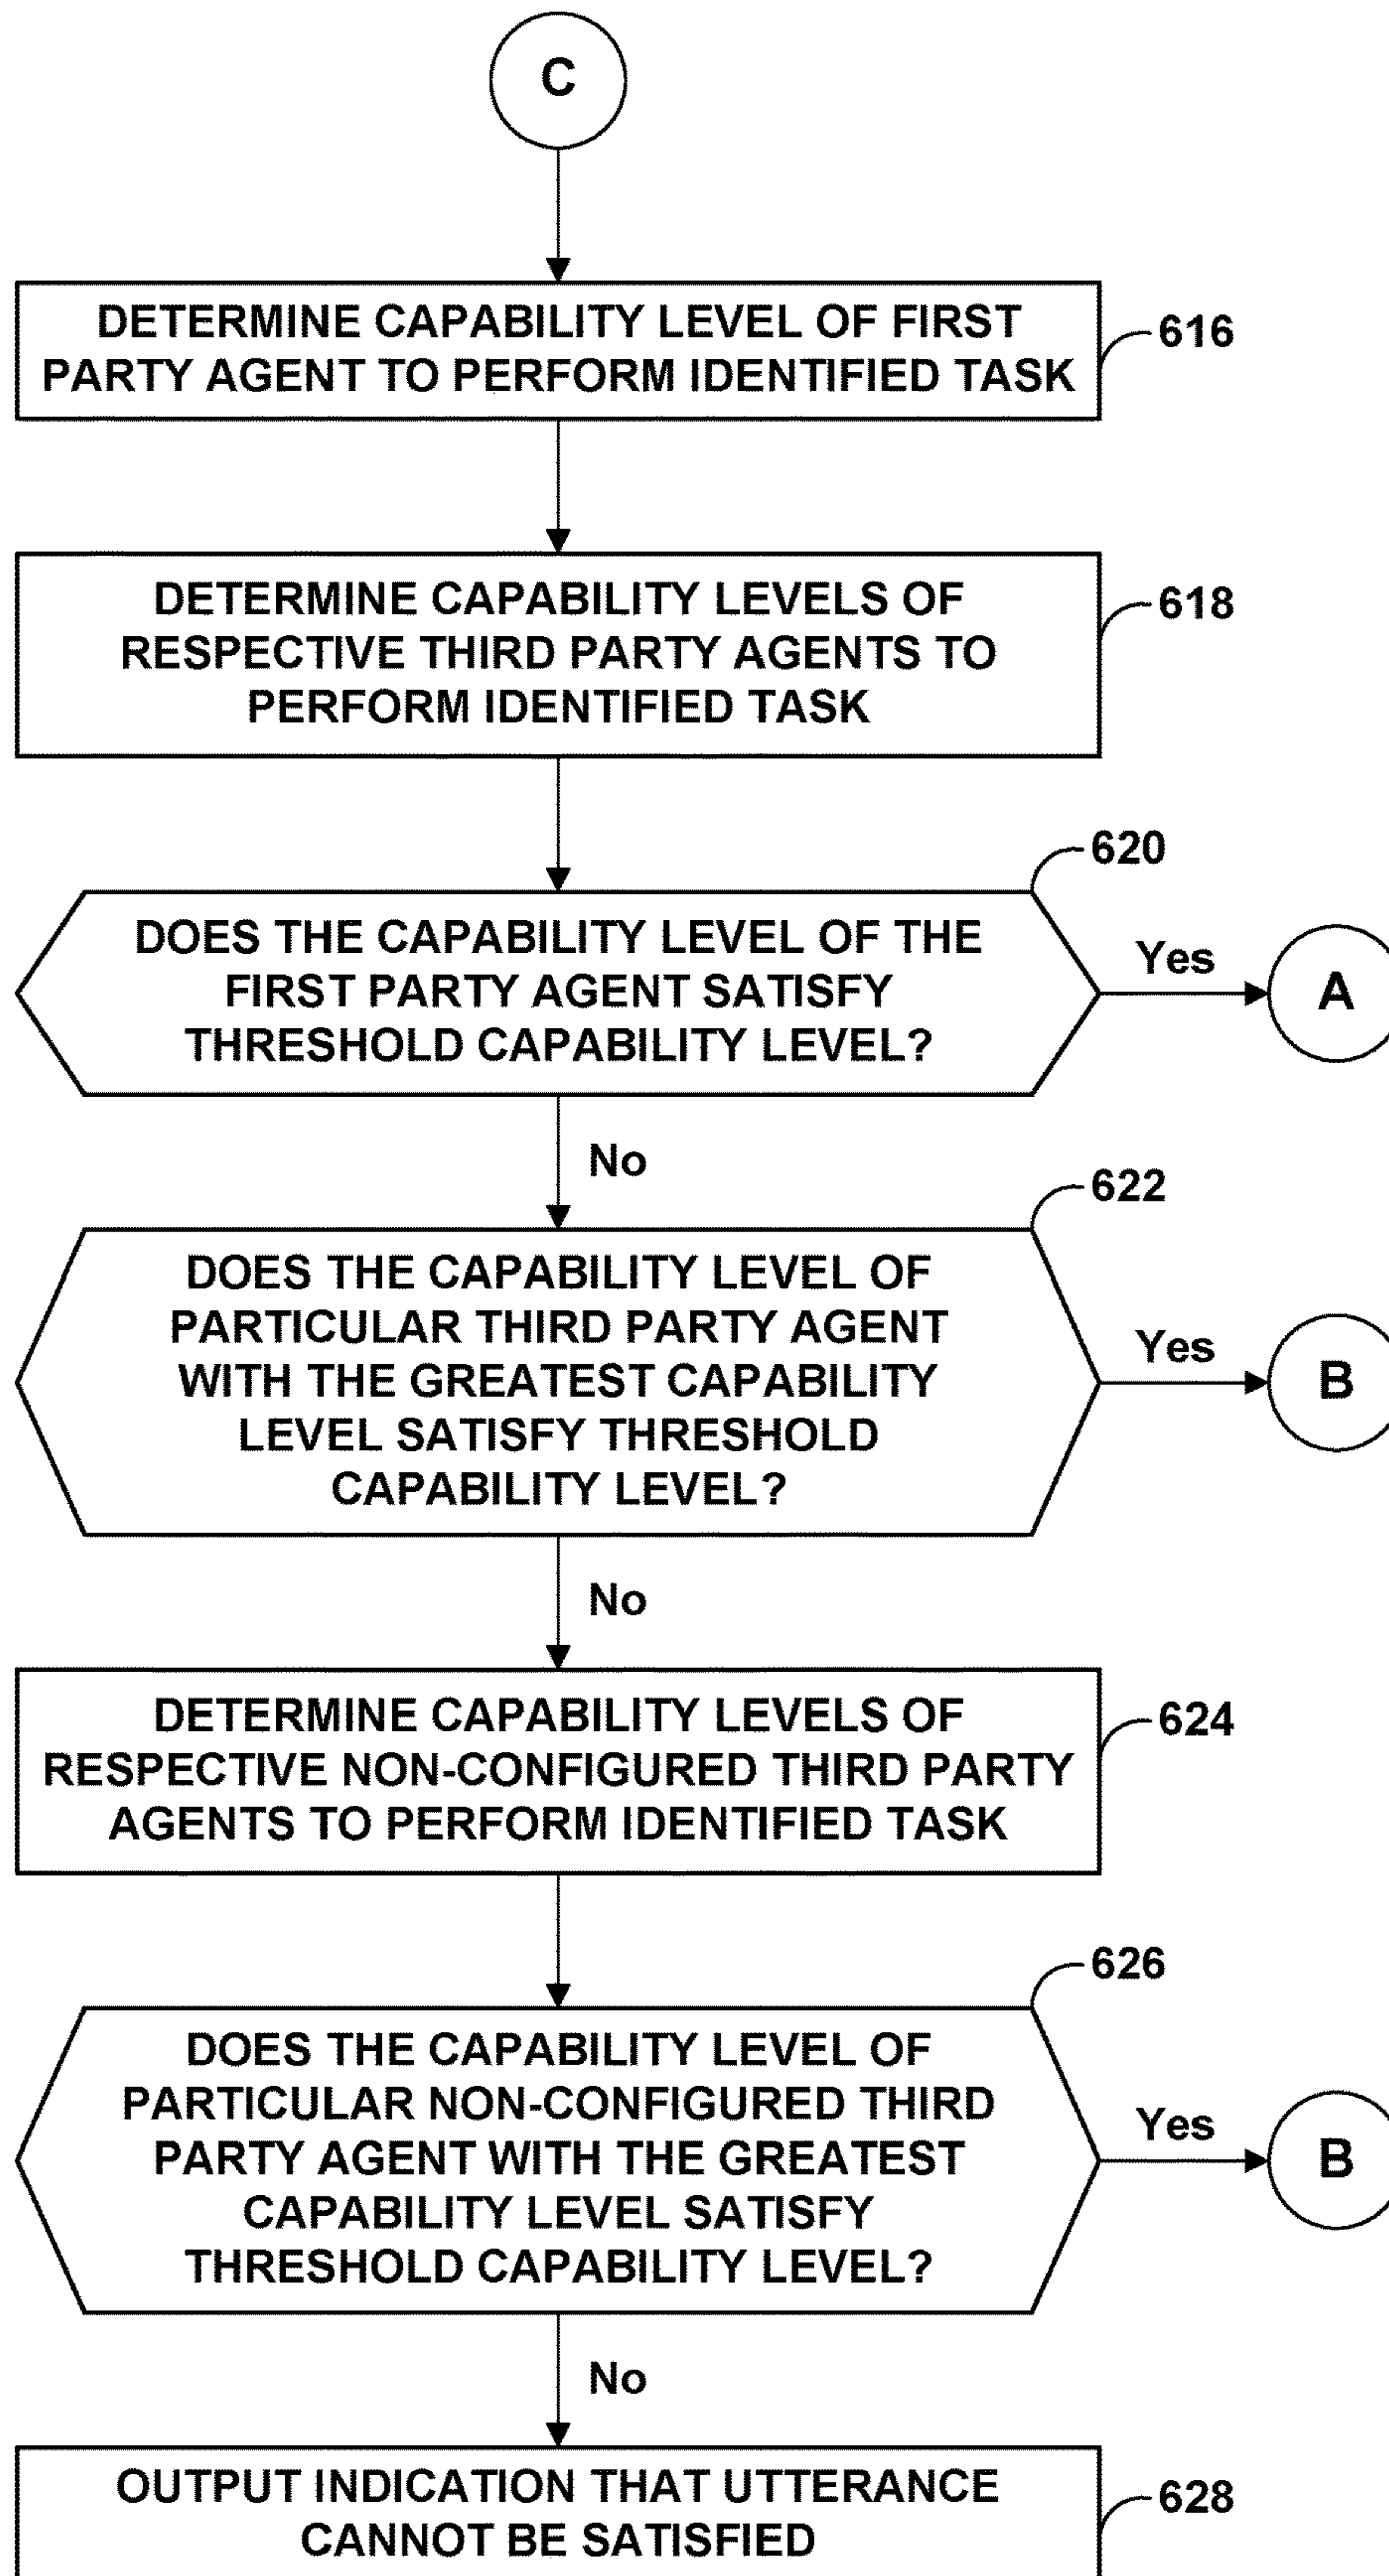 C
DETERMINE CAPABILITY LEVEL OF FIRST
PARTY AGENT TO PERFORM IDENTIFIED TASK
616
DETERMINE CAPABILITY LEVELS OF
RESPECTIVE THIRD PARTY AGENTS TO
PERFORM IDENTIFIED TASK
618
620
DOES THE CAPABILITY LEVEL OF THE
FIRST PARTY AGENT SATISFY
THRESHOLD CAPABILITY LEVEL?
Yes
A
No
622
DOES THE CAPABILITY LEVEL OF
PARTICULAR THIRD PARTY AGENT
WITH THE GREATEST CAPABILITY
LEVEL SATISFY THRESHOLD
CAPABILITY LEVEL?
Yes
B
No
DETERMINE CAPABILITY LEVELS OF
RESPECTIVE NON-CONFIGURED THIRD PARTY
AGENTS TO PERFORM IDENTIFIED TASK
624
626
DOES THE CAPABILITY LEVEL OF
PARTICULAR NON-CONFIGURED THIRD
PARTY AGENT WITH THE GREATEST
CAPABILITY LEVEL SATISFY
THRESHOLD CAPABILITY LEVEL?
Yes
B
No
OUTPUT INDICATION THAT UTTERANCE
CANNOT BE SATISFIED
628